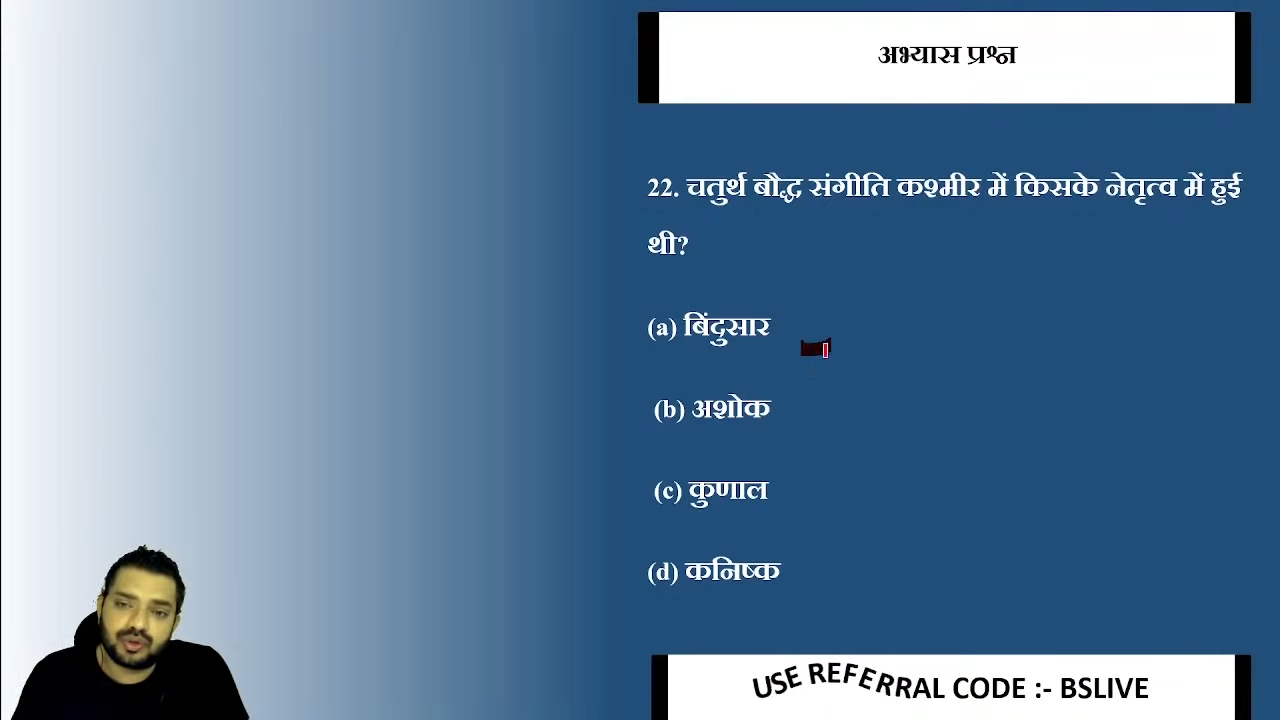 अभ्यास प्रश्न
22. चतुर्थ बौद्ध संगीति कश्मीर में किसके नेतृत्व में हुई
थी?
(a) बिंदुसार
(b) अशोक
(c) कुणाल
(d) कनिष्क
USE REFERRAL CODE :- BSLIVE